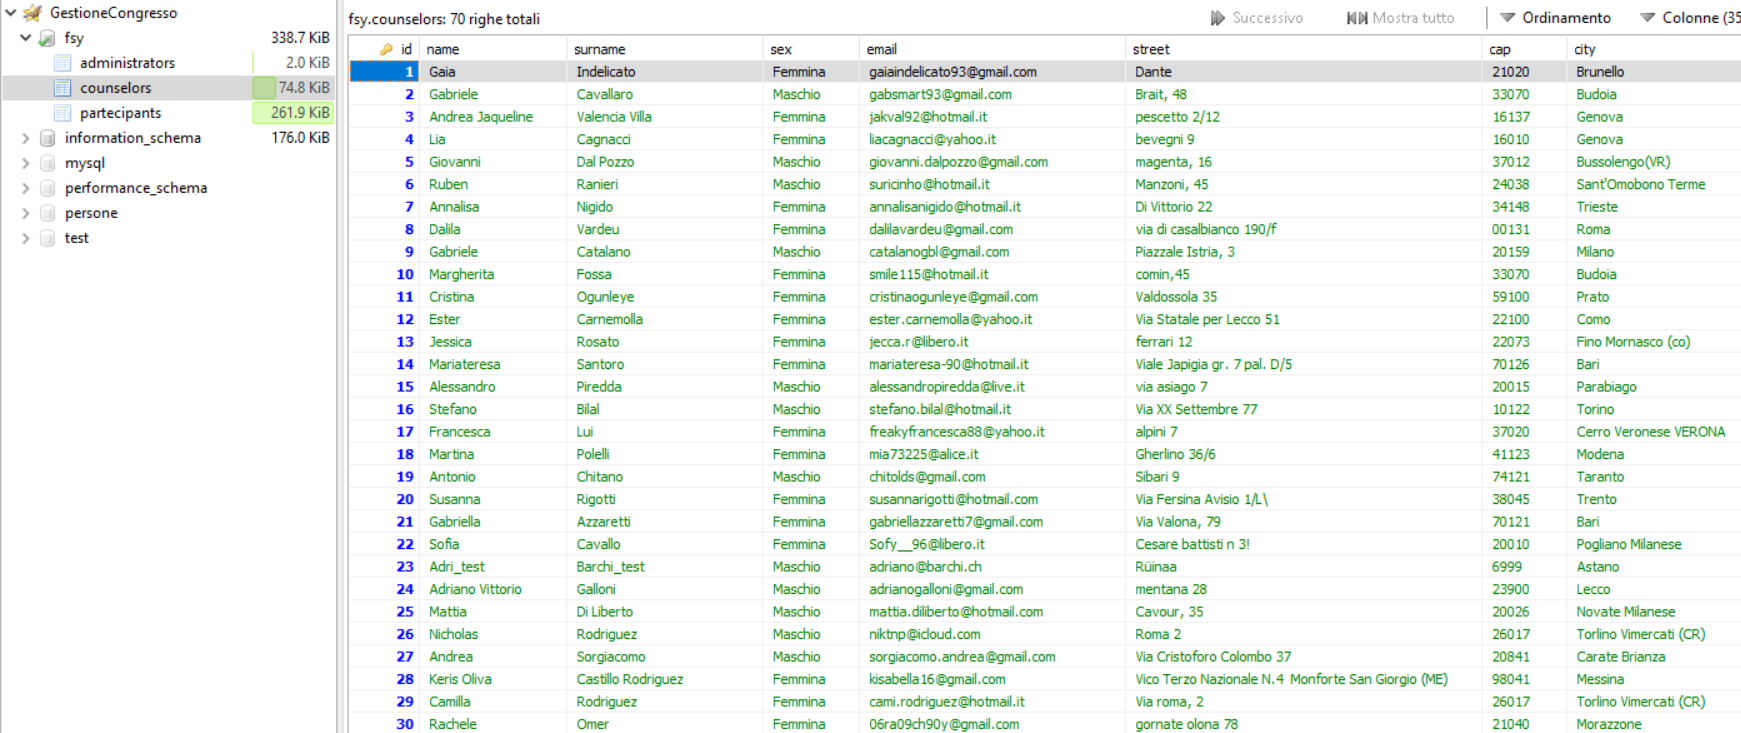 GestioneCongresso
fsy 338.7 KiB
administrators 2.0 KiB
counselors 74.8 KiB
partecipants 261.9 KiB
information_schema 176.0 KiB
mysql
performance_schema
persone
test
fsy.counselors: 70 righe totali Successivo Mostra tutto Ordinamento Colonne (35
id name surname sex email street cap city
1 Gaia Indelicato Femmina gaiaindelicato93@gmail.com Dante 21020 Brunello
2 Gabriele Cavallaro Maschio gabsmart93@gmail.com Brait, 48 33070 Budoia
3 Andrea Jaqueline Valencia Villa Femmina jakval92@hotmail.it pescetto 2/12 16137 Genova
4 Lia Cagnacci Femmina liacagnacci@yahoo.it bevegni 9 16010 Genova
5 Giovanni Dal Pozzo Maschio giovanni.dalpozzo@gmail.com magenta, 16 37012 Bussolengo(VR)
6 Ruben Ranieri Maschio suricinho@hotmail.it Manzoni, 45 24038 Sant'Omobono Terme
7 Annalisa Nigido Femmina annalisanigido@hotmail.it Di Vittorio 22 34148 Trieste
8 Dalila Vardeu Femmina dalilavardeu@gmail.com via di casalbianco 190/f 00131 Roma
9 Gabriele Catalano Maschio catalanogbl@gmail.com Piazzale Istria, 3 20159 Milano
10 Margherita Fossa Femmina smile115@hotmail.it comin,45 33070 Budoia
11 Cristina Ogunleye Femmina cristinaogunleye@gmail.com Valdossola 35 59100 Prato
12 Ester Carnemolla Femmina ester.carnemolla@yahoo.it Via Statale per Lecco 51 22100 Como
13 Jessica Rosato Femmina jecca.r@libero.it ferrari 12 22073 Fino Mornasco (co)
14 Mariateresa Santoro Femmina mariateresa-90@hotmail.it Viale Japigia gr. 7 pal. D/5 70126 Bari
15 Alessandro Piredda Maschio alessandropiredda@live.it via asiago 7 20015 Parabiago
16 Stefano Bilal Maschio stefano.bilal@hotmail.it Via XX Settembre 77 10122 Torino
17 Francesca Lui Femmina freakyfrancesca88@yahoo.it alpini 7 37020 Cerro Veronese VERONA
18 Martina Polelli Femmina mia73225@alice.it Gherlino 36/6 41123 Modena
19 Antonio Chitano Maschio chitolds@gmail.com Sibari 9 74121 Taranto
20 Susanna Rigotti Femmina susannarigotti@hotmail.com Via Fersina Avisio 1/L\ 38045 Trento
21 Gabriella Azzaretti Femmina gabriellazzaretti7@gmail.com Via Valona, 79 70121 Bari
22 Sofia Cavallo Femmina Sofy__96@libero.it Cesare battisti n 3! 20010 Pogliano Milanese
23 Adri_test Barchi_test Maschio adriano@barchi.ch Rüinaa 6999 Astano
24 Adriano Vittorio Galloni Maschio adrianogalloni@gmail.com mentana 28 23900 Lecco
25 Mattia Di Liberto Maschio mattia.diliberto@hotmail.com Cavour, 35 20026 Novate Milanese
26 Nicholas Rodriguez Maschio niktnp@icloud.com Roma 2 26017 Torlino Vimercati (CR)
27 Andrea Sorgiacomo Maschio sorgiacomo.andrea@gmail.com Via Cristoforo Colombo 37 20841 Carate Brianza
28 Keris Oliva Castillo Rodriguez Femmina kisabella16@gmail.com Vico Terzo Nazionale N.4 Monforte San Giorgio (ME) 98041 Messina
29 Camilla Rodriguez Femmina cami.rodriguez@hotmail.it Via roma, 2 26017 Torlino Vimercati (CR)
30 Rachele Omer Femmina 06ra09ch90y@gmail.com gornate olona 78 21040 Morazzone